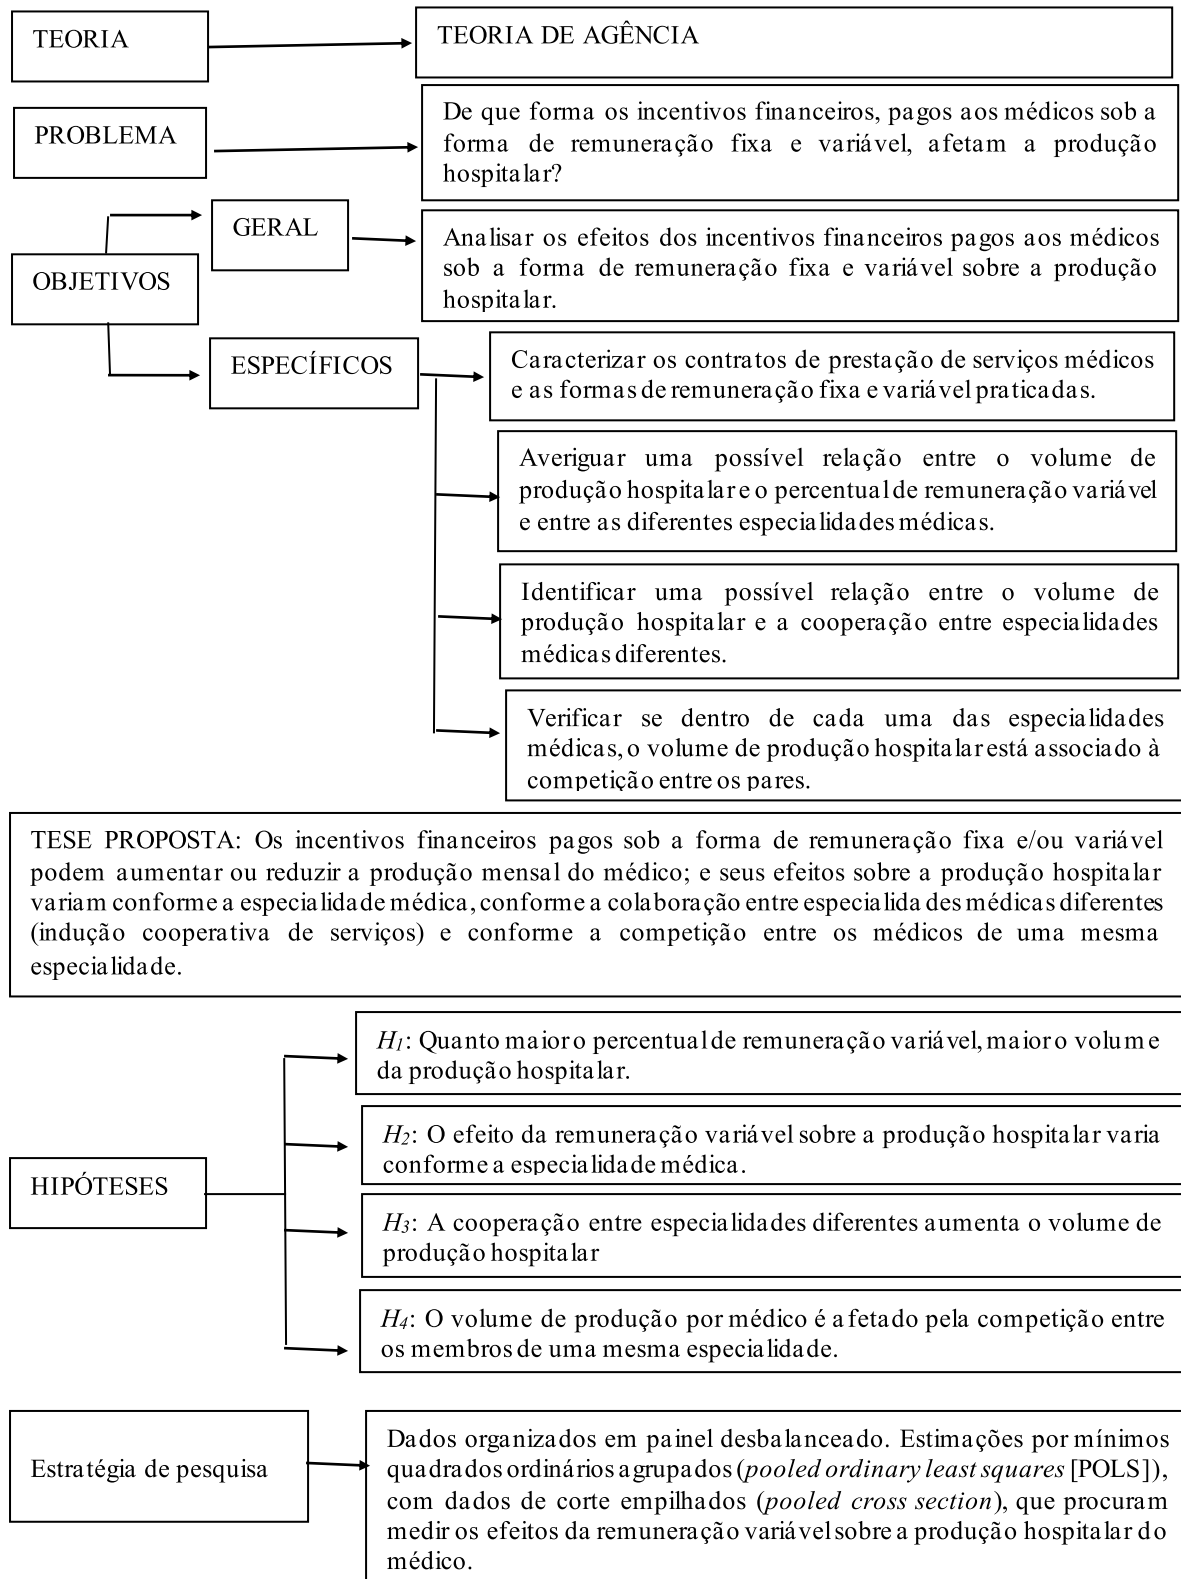 TEORIA
TEORIA DE AGÊNCIA
PROBLEMA
De que forma os incentivos financeiros, pagos aos médicos sob a
forma de remuneração fixa e variável, afetam a produção
hospitalar?
OBJETIVOS
GERAL
Analisar os efeitos dos incentivos financeiros pagos aos médicos
sob a forma de remuneração fixa e variável sobre a produção
hospitalar.
ESPECÍFICOS
Caracterizar os contratos de prestação de serviços médicos
e as formas de remuneração fixa e variável praticadas.
Averiguar uma possível relação entre o volume de
produção hospitalar e o percentual de remuneração variável
e entre as diferentes especialidades médicas.
Identificar uma possível relação entre o volume de
produção hospitalar e a cooperação entre especialidades
médicas diferentes.
Verificar se dentro de cada uma das especialidades
médicas, o volume de produção hospitalar está associado à
competição entre os pares.
TESE PROPOSTA: Os incentivos financeiros pagos sob a forma de remuneração fixa e/ou variável
podem aumentar ou reduzir a produção mensal do médico; e seus efeitos sobre a produção hospitalar
variam conforme a especialidade médica, conforme a colaboração entre especialidades médicas diferentes
(indução cooperativa de serviços) e conforme a competição entre os médicos de uma mesma
especialidade.
HIPÓTESES
H1: Quanto maior o percentual de remuneração variável, maior o volume
da produção hospitalar.
H2: O efeito da remuneração variável sobre a produção hospitalar varia
conforme a especialidade médica.
H3: A cooperação entre especialidades diferentes aumenta o volume de
produção hospitalar
H4: O volume de produção por médico é afetado pela competição entre
os membros de uma mesma especialidade.
Estratégia de pesquisa
Dados organizados em painel desbalanceado. Estimações por mínimos
quadrados ordinários agrupados (pooled ordinary least squares [POLS]),
com dados de corte empilhados (pooled cross section), que procuram
medir os efeitos da remuneração variável sobre a produção hospitalar do
médico.